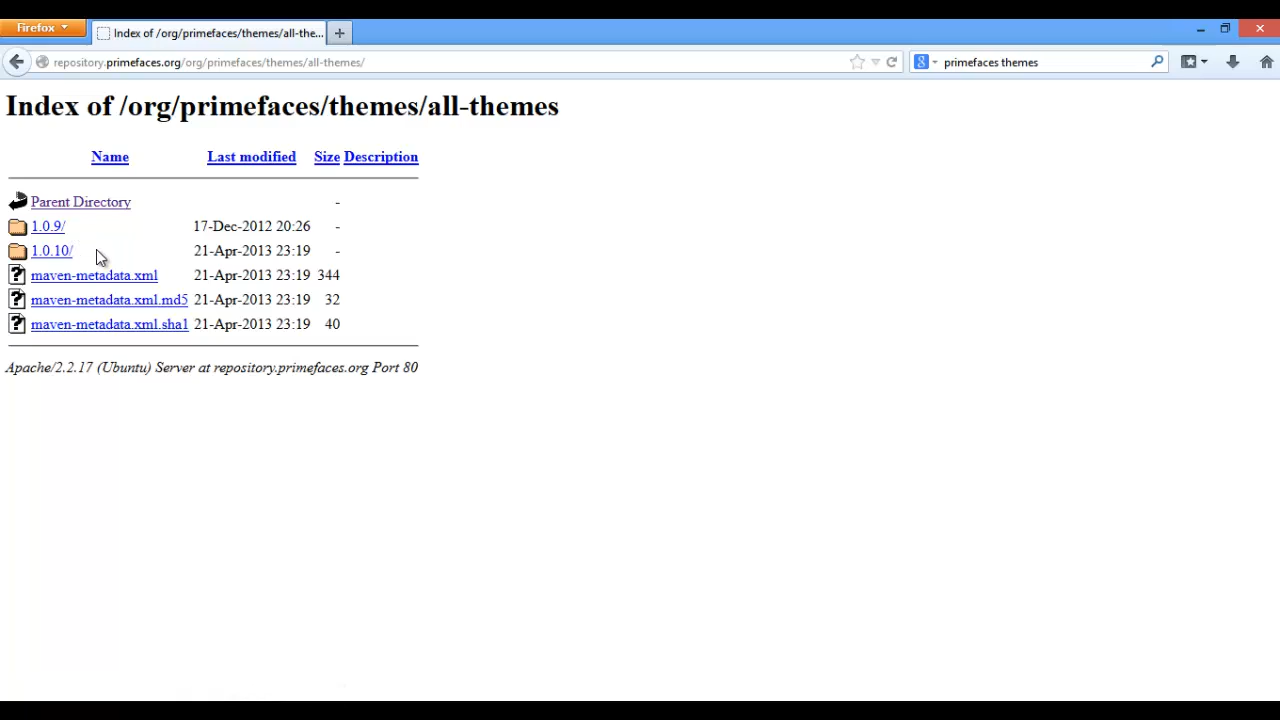 Firefox
Index of /org/primefaces/themes/all-the...
repository.primefaces.org/org/primefaces/themes/all-themes/
primefaces themes
Index of /org/primefaces/themes/all-themes
Name Last modified Size Description
Parent Directory -
1.0.9/ 17-Dec-2012 20:26 -
1.0.10/ 21-Apr-2013 23:19 -
maven-metadata.xml 21-Apr-2013 23:19 344
maven-metadata.xml.md5 21-Apr-2013 23:19 32
maven-metadata.xml.sha1 21-Apr-2013 23:19 40
Apache/2.2.17 (Ubuntu) Server at repository.primefaces.org Port 80